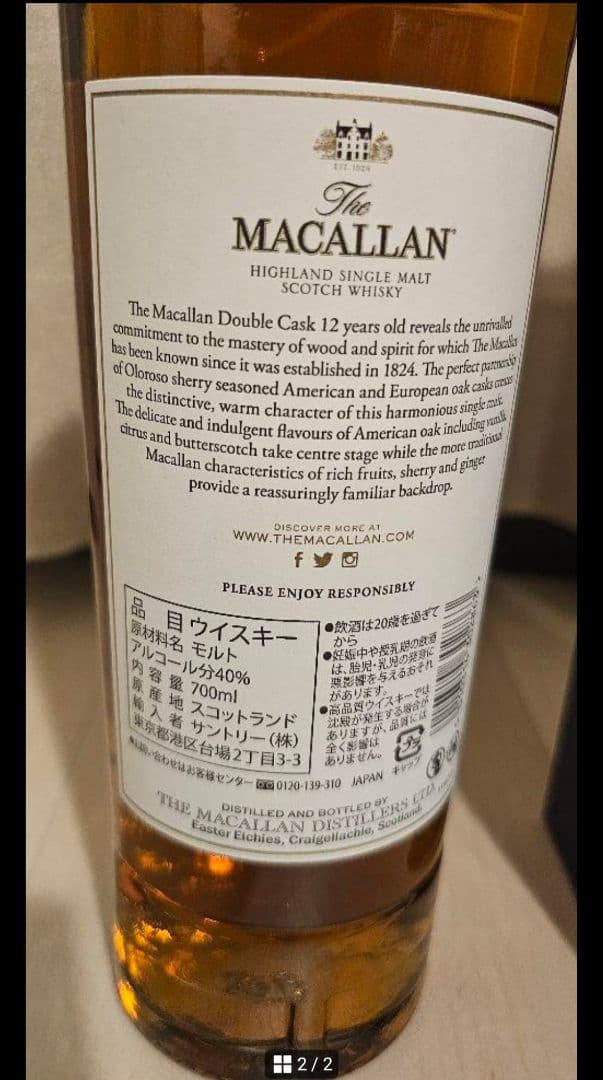 EST. 1824
The
MACALLAN
HIGHLAND SINGLE MALT
SCOTCH WHISKY
The Macallan Double Cask 12 years old reveals the unrivalled
commitment to the mastery of wood and spirit for which The Macallan
has been known since it was established in 1824. The perfect partnership
of Oloroso sherry seasoned American and European oak casks creates
the distinctive, warm character of this harmonious single malt.
The delicate and indulgent flavours of American oak including vanilla,
citrus and butterscotch take centre stage while the more traditional
Macallan characteristics of rich fruits, sherry and ginger
provide a reassuringly familiar backdrop.
DISCOVER MORE AT
WWW.THEMACALLAN.COM
PLEASE ENJOY RESPONSIBLY
品目 ウイスキー
原材料名 モルト
アルコール分40%
内容量 700ml
原産地 スコットランド
輸入者 サントリー(株)
東京都港区台場2丁目3-3
●お問い合わせはお客様センター 0120-139-310 JAPAN キャップ
●飲酒は20歳を過ぎて
から
●妊娠中や授乳期の飲酒
は、胎児・乳児の発育に
悪影響を与えるおそれ
があります。
●高品質ウイスキーでは
沈殿が発生する場合が
ありますが、品質には
全く影響は
ありません。
プラ
DISTILLED AND BOTTLED BY
THE MACALLAN DISTILLERS LTD.
Easter Elchies, Craigellachie, Scotland.
2 / 2